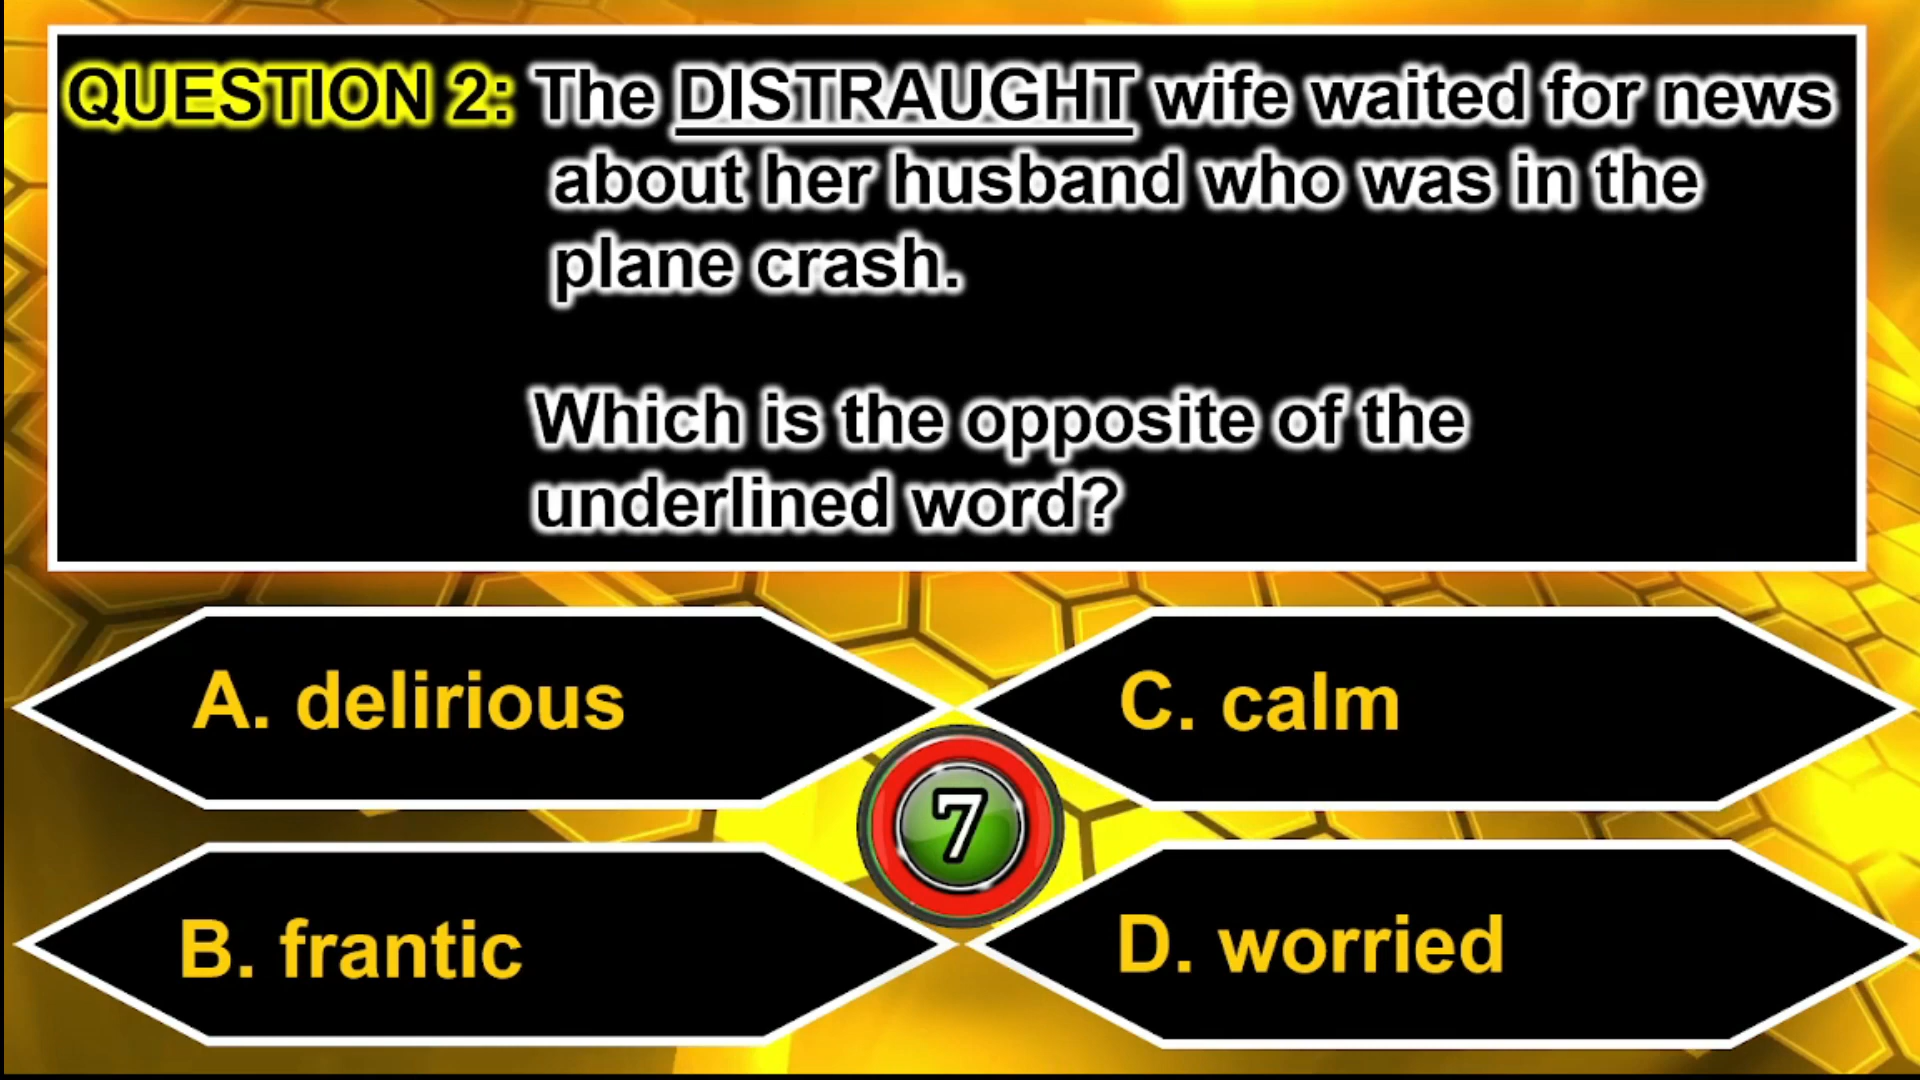 QUESTION 2: The DISTRAUGHT wife waited for news
about her husband who was in the
plane crash.
Which is the opposite of the
underlined word?
A. delirious
C. calm
7
B. frantic
D. worried